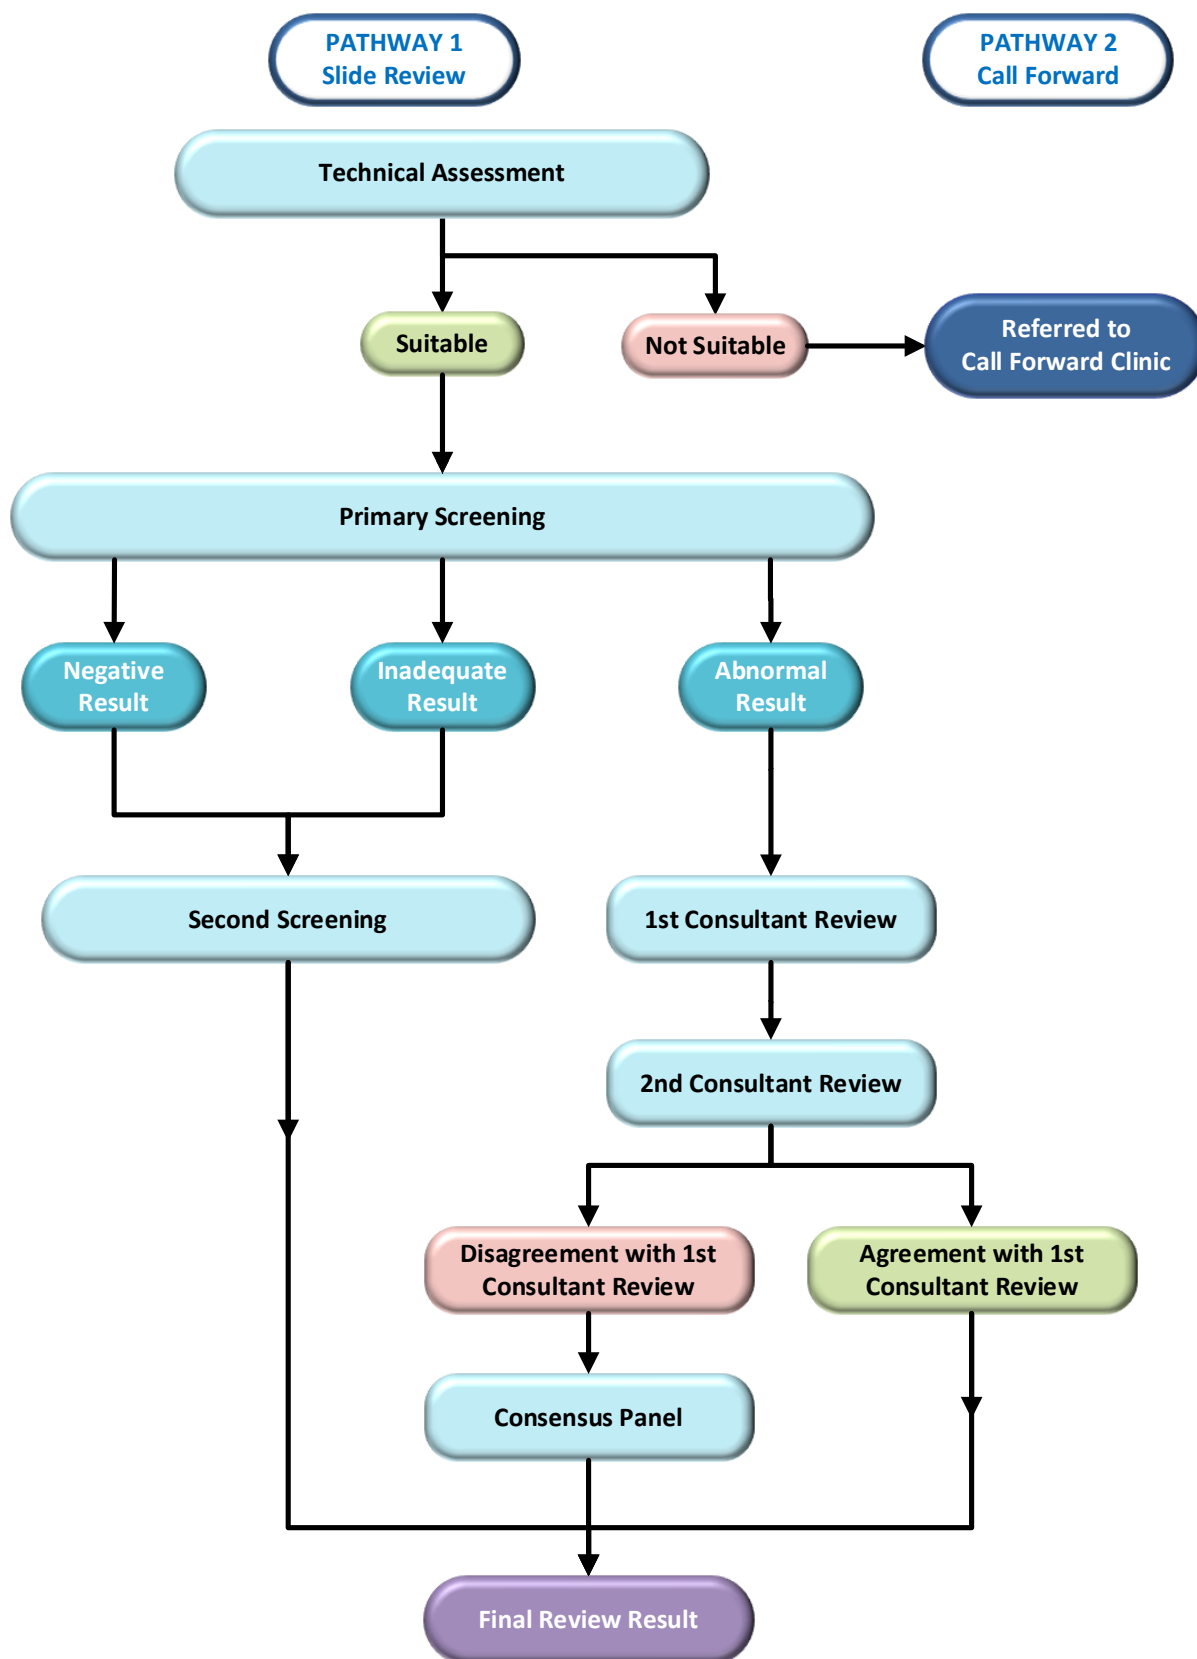 PATHWAY 1
Slide Review
PATHWAY 2
Call Forward
Technical Assessment
Suitable
Not Suitable
Referred to
Call Forward Clinic
Primary Screening
Negative
Result
Inadequate
Result
Abnormal
Result
Second Screening
1st Consultant Review
2nd Consultant Review
Disagreement with 1st
Consultant Review
Agreement with 1st
Consultant Review
Consensus Panel
Final Review Result